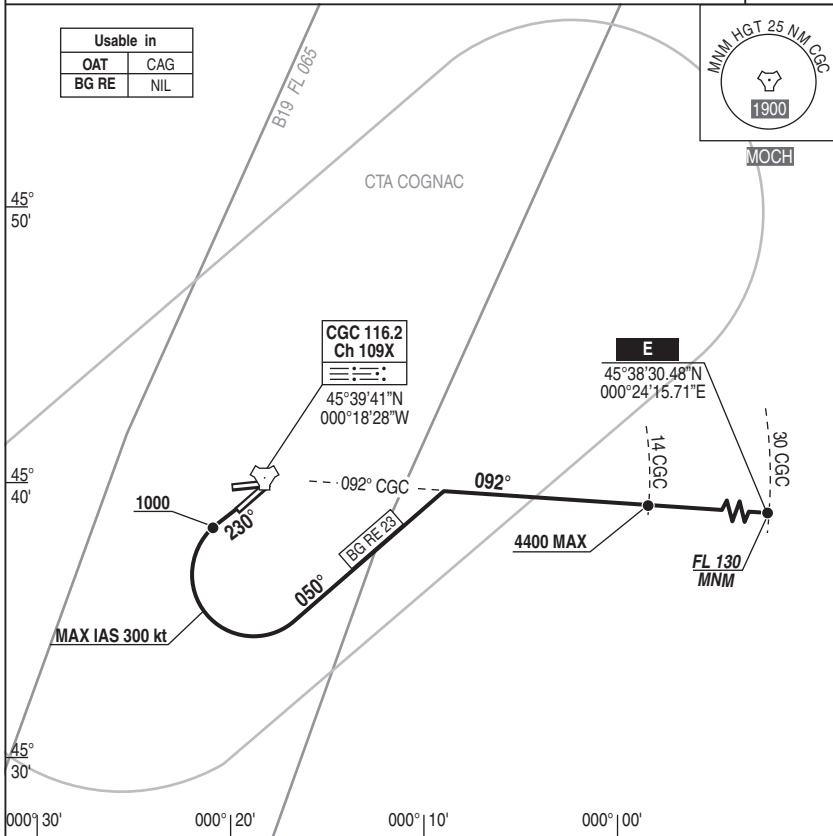 Usable in
OAT CAG
BG RE NIL
B19 FL 065
MNM HGT 25 NM CGC
1900
MOCH
CTA COGNAC
45°
50'
CGC 116.2
Ch 109X
45°39'41"N
000°18'28"W
E
45°38'30.48"N
000°24'15.71"E
14 CGC
30 CGC
45°
40'
092° CGC
092°
1000
230°
BG RE 23
050°
4400 MAX
FL 130
MNM
MAX IAS 300 kt
45°
30'
000° 30'
000° 20'
000° 10'
000° 00'